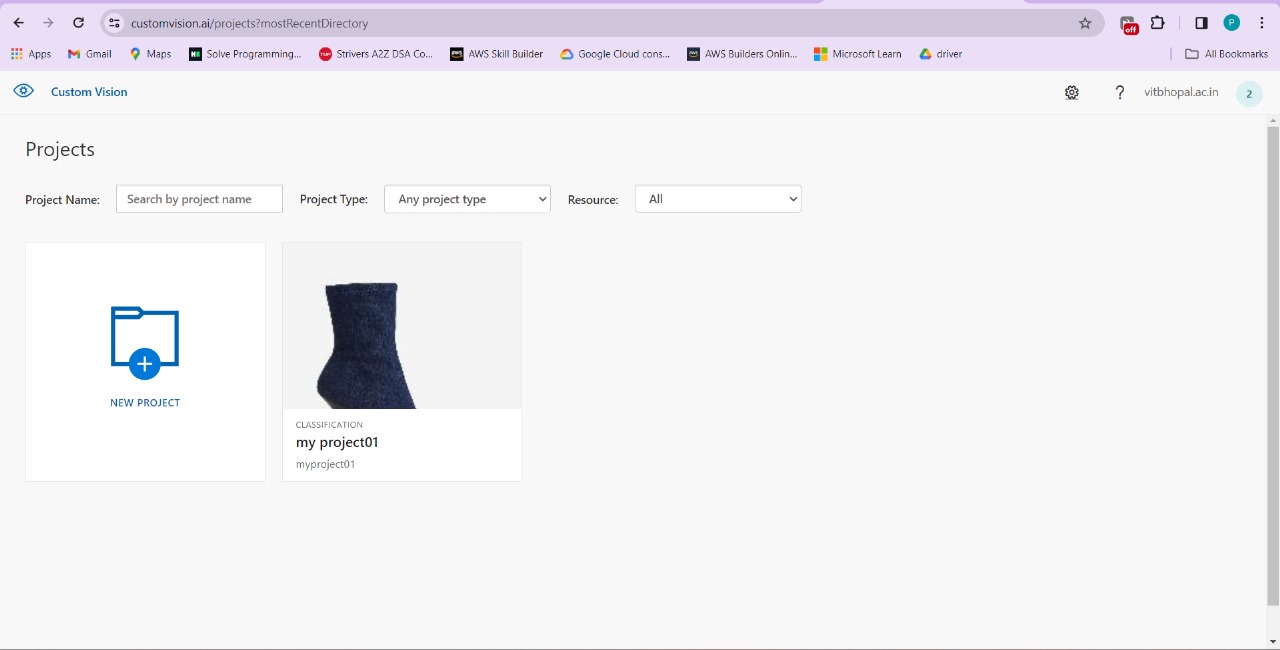 customvision.ai/projects?mostRecentDirectory
off
P
Apps Gmail Maps Solve Programming... Strivers A2Z DSA Co... AWS Skill Builder Google Cloud cons... AWS Builders Onlin... Microsoft Learn driver All Bookmarks
Custom Vision ? vitbhopal.ac.in 2
Projects
Project Name: Search by project name Project Type: Any project type Resource: All
NEW PROJECT
CLASSIFICATION
my project01
myproject01